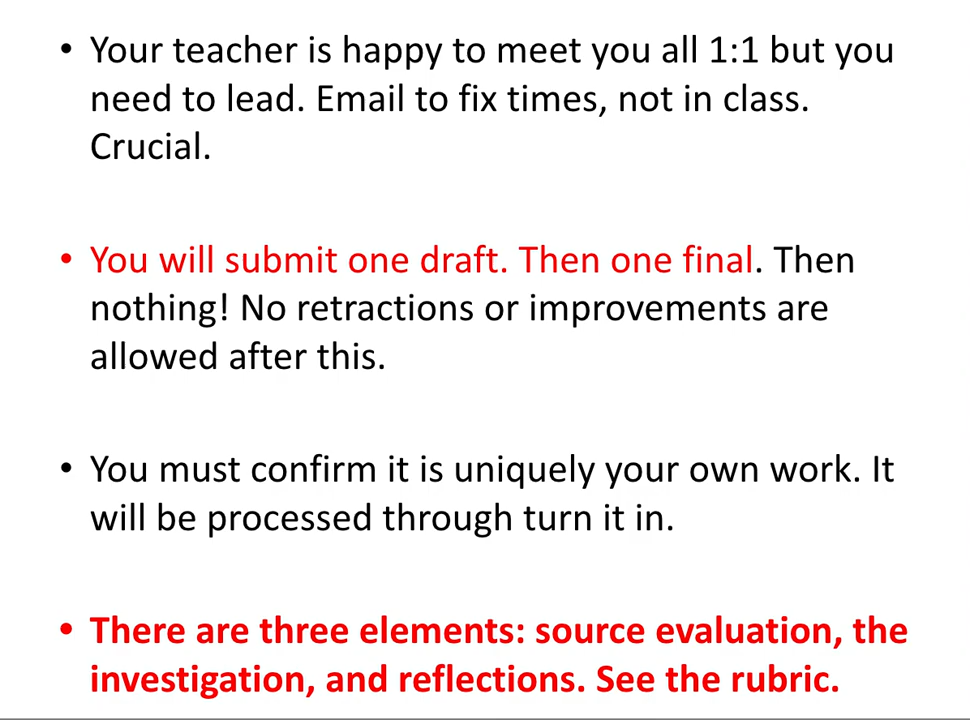 • Your teacher is happy to meet you all 1:1 but you
need to lead. Email to fix times, not in class.
Crucial.
• You will submit one draft. Then one final. Then
nothing! No retractions or improvements are
allowed after this.
• You must confirm it is uniquely your own work. It
will be processed through turn it in.
• There are three elements: source evaluation, the
investigation, and reflections. See the rubric.